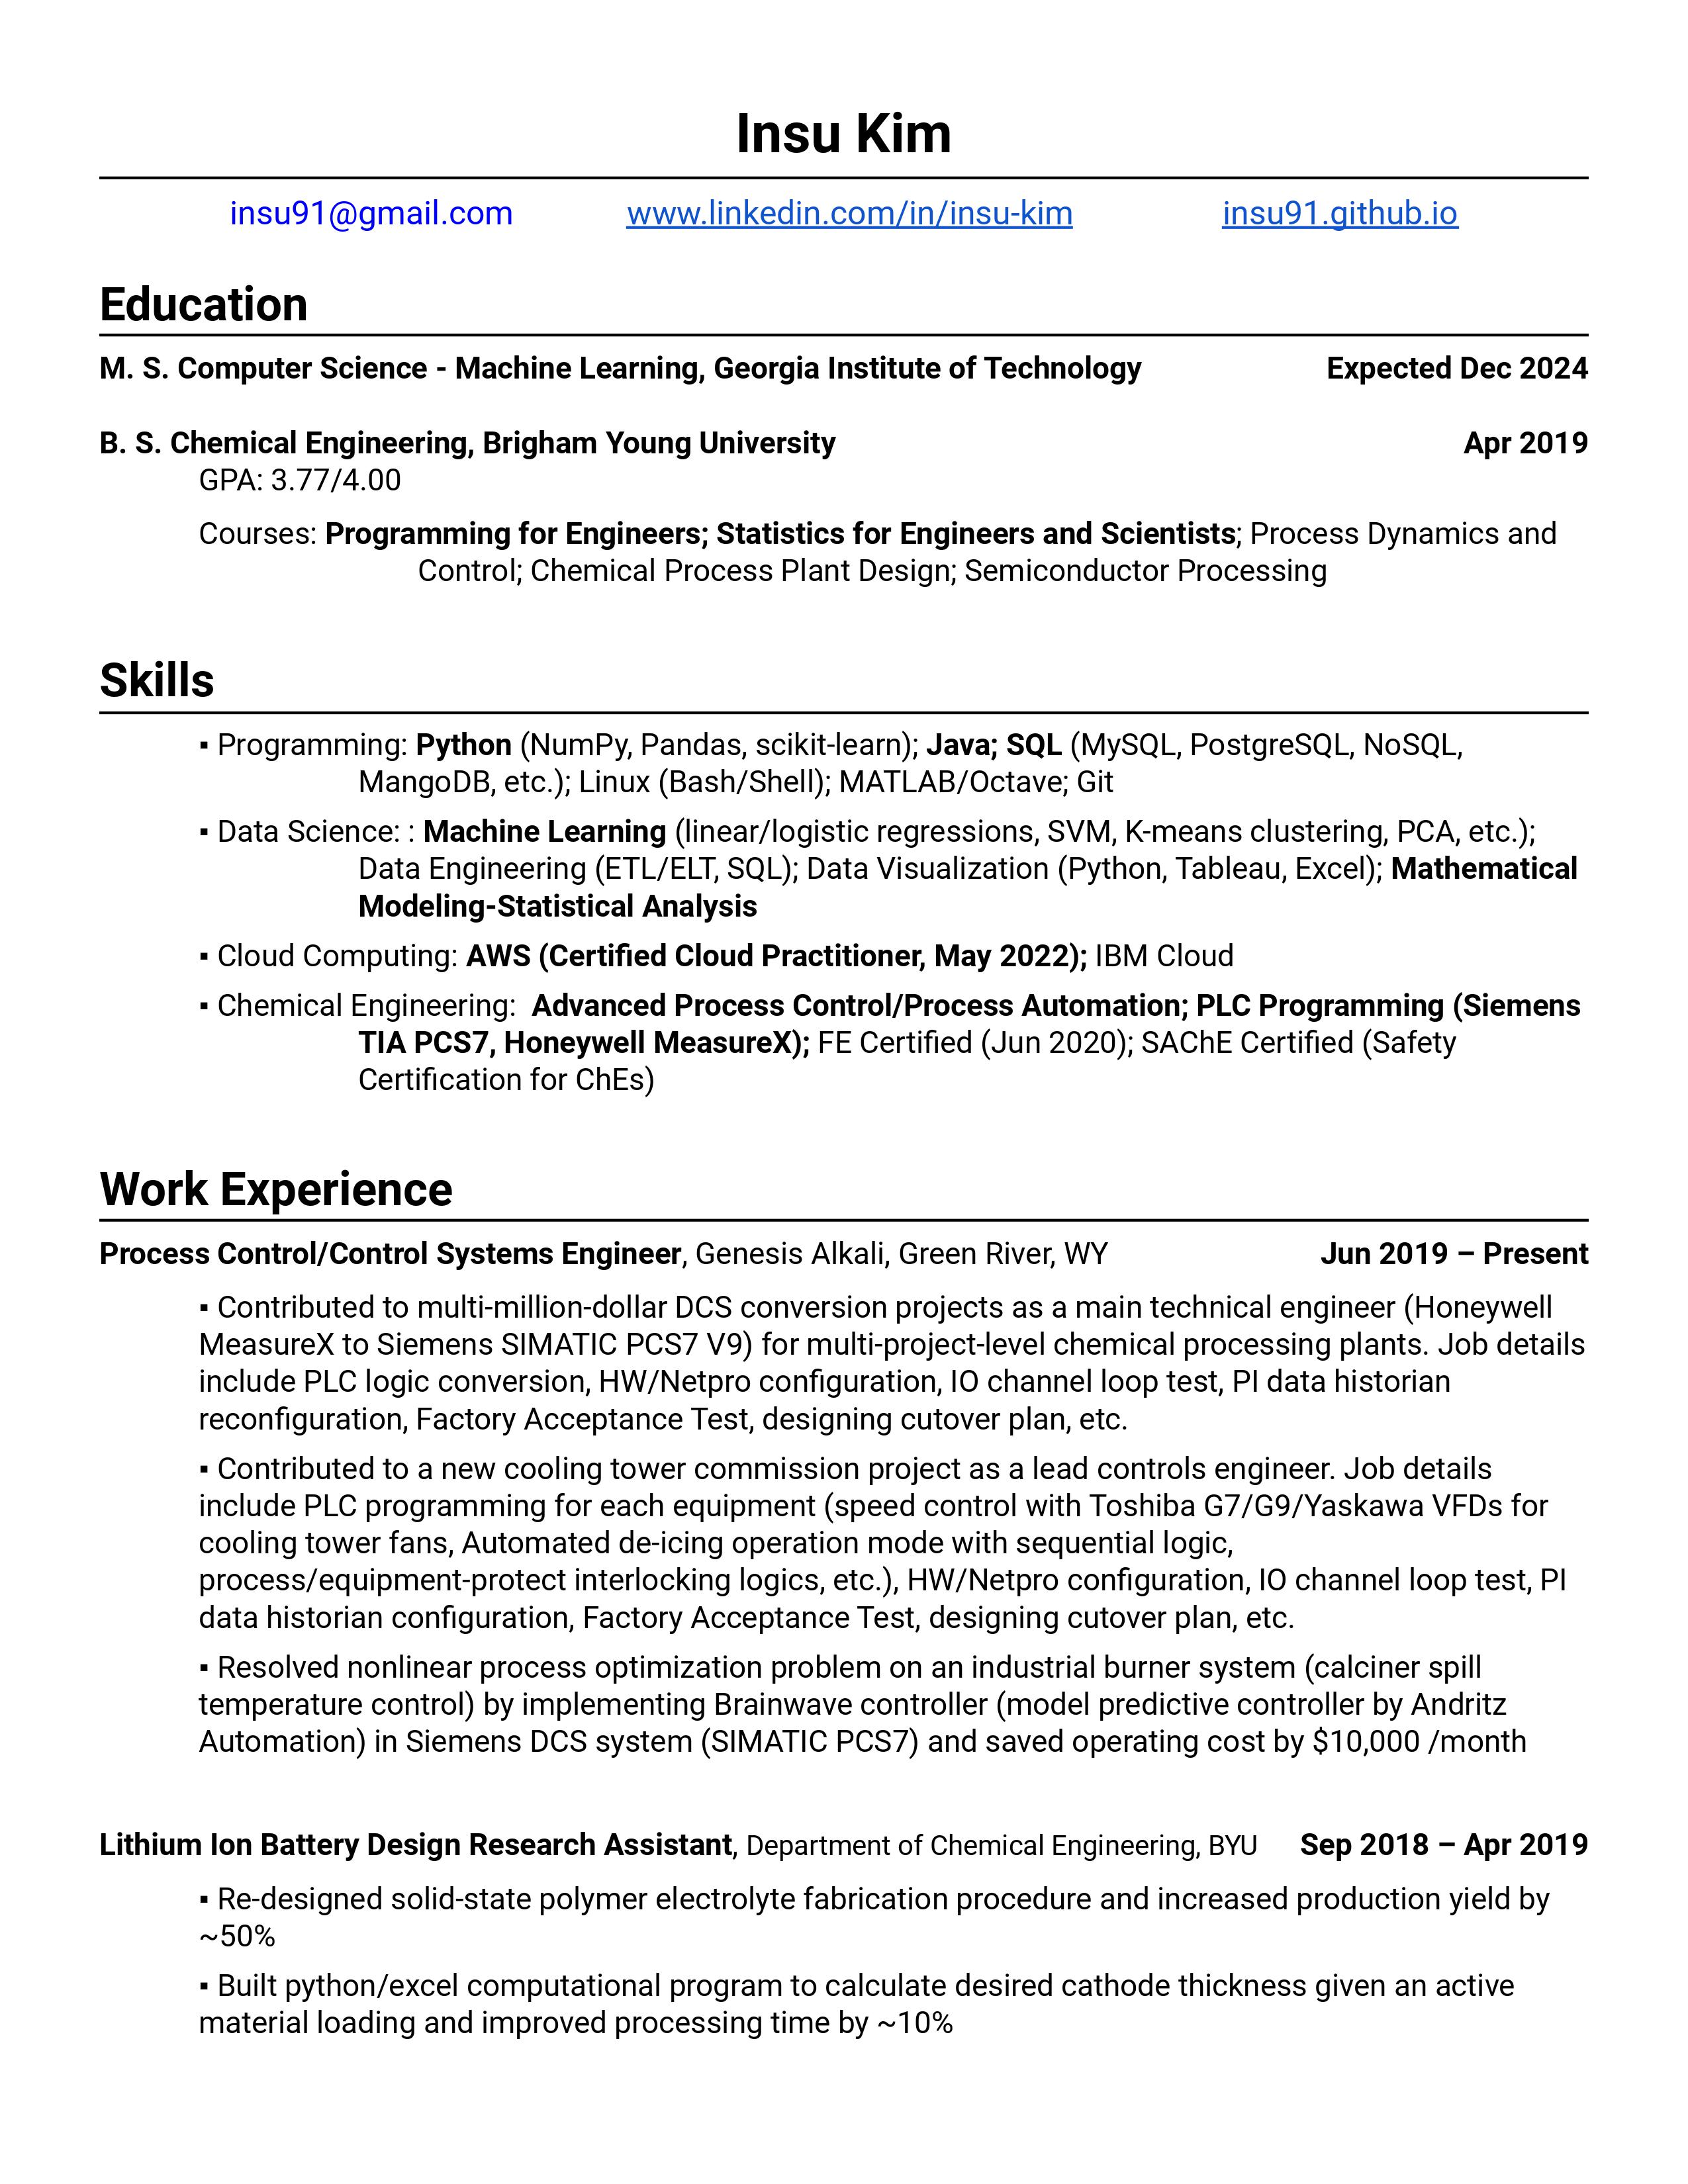 Insu Kim
insu91@gmail.com www.linkedin.com/in/insu-kim insu91.github.io
Education
M. S. Computer Science - Machine Learning, Georgia Institute of Technology Expected Dec 2024
B. S. Chemical Engineering, Brigham Young University Apr 2019
GPA: 3.77/4.00
Courses: Programming for Engineers; Statistics for Engineers and Scientists; Process Dynamics and
Control; Chemical Process Plant Design; Semiconductor Processing
Skills
▪ Programming: Python (NumPy, Pandas, scikit-learn); Java; SQL (MySQL, PostgreSQL, NoSQL,
MangoDB, etc.); Linux (Bash/Shell); MATLAB/Octave; Git
▪ Data Science: : Machine Learning (linear/logistic regressions, SVM, K-means clustering, PCA, etc.);
Data Engineering (ETL/ELT, SQL); Data Visualization (Python, Tableau, Excel); Mathematical
Modeling-Statistical Analysis
▪ Cloud Computing: AWS (Certified Cloud Practitioner, May 2022); IBM Cloud
▪ Chemical Engineering: Advanced Process Control/Process Automation; PLC Programming (Siemens
TIA PCS7, Honeywell MeasureX); FE Certified (Jun 2020); SAChE Certified (Safety
Certification for ChEs)
Work Experience
Process Control/Control Systems Engineer, Genesis Alkali, Green River, WY Jun 2019 – Present
▪ Contributed to multi-million-dollar DCS conversion projects as a main technical engineer (Honeywell
MeasureX to Siemens SIMATIC PCS7 V9) for multi-project-level chemical processing plants. Job details
include PLC logic conversion, HW/Netpro configuration, IO channel loop test, PI data historian
reconfiguration, Factory Acceptance Test, designing cutover plan, etc.
▪ Contributed to a new cooling tower commission project as a lead controls engineer. Job details
include PLC programming for each equipment (speed control with Toshiba G7/G9/Yaskawa VFDs for
cooling tower fans, Automated de-icing operation mode with sequential logic,
process/equipment-protect interlocking logics, etc.), HW/Netpro configuration, IO channel loop test, PI
data historian configuration, Factory Acceptance Test, designing cutover plan, etc.
▪ Resolved nonlinear process optimization problem on an industrial burner system (calciner spill
temperature control) by implementing Brainwave controller (model predictive controller by Andritz
Automation) in Siemens DCS system (SIMATIC PCS7) and saved operating cost by $10,000 /month
Lithium Ion Battery Design Research Assistant, Department of Chemical Engineering, BYU Sep 2018 – Apr 2019
▪ Re-designed solid-state polymer electrolyte fabrication procedure and increased production yield by
~50%
▪ Built python/excel computational program to calculate desired cathode thickness given an active
material loading and improved processing time by ~10%